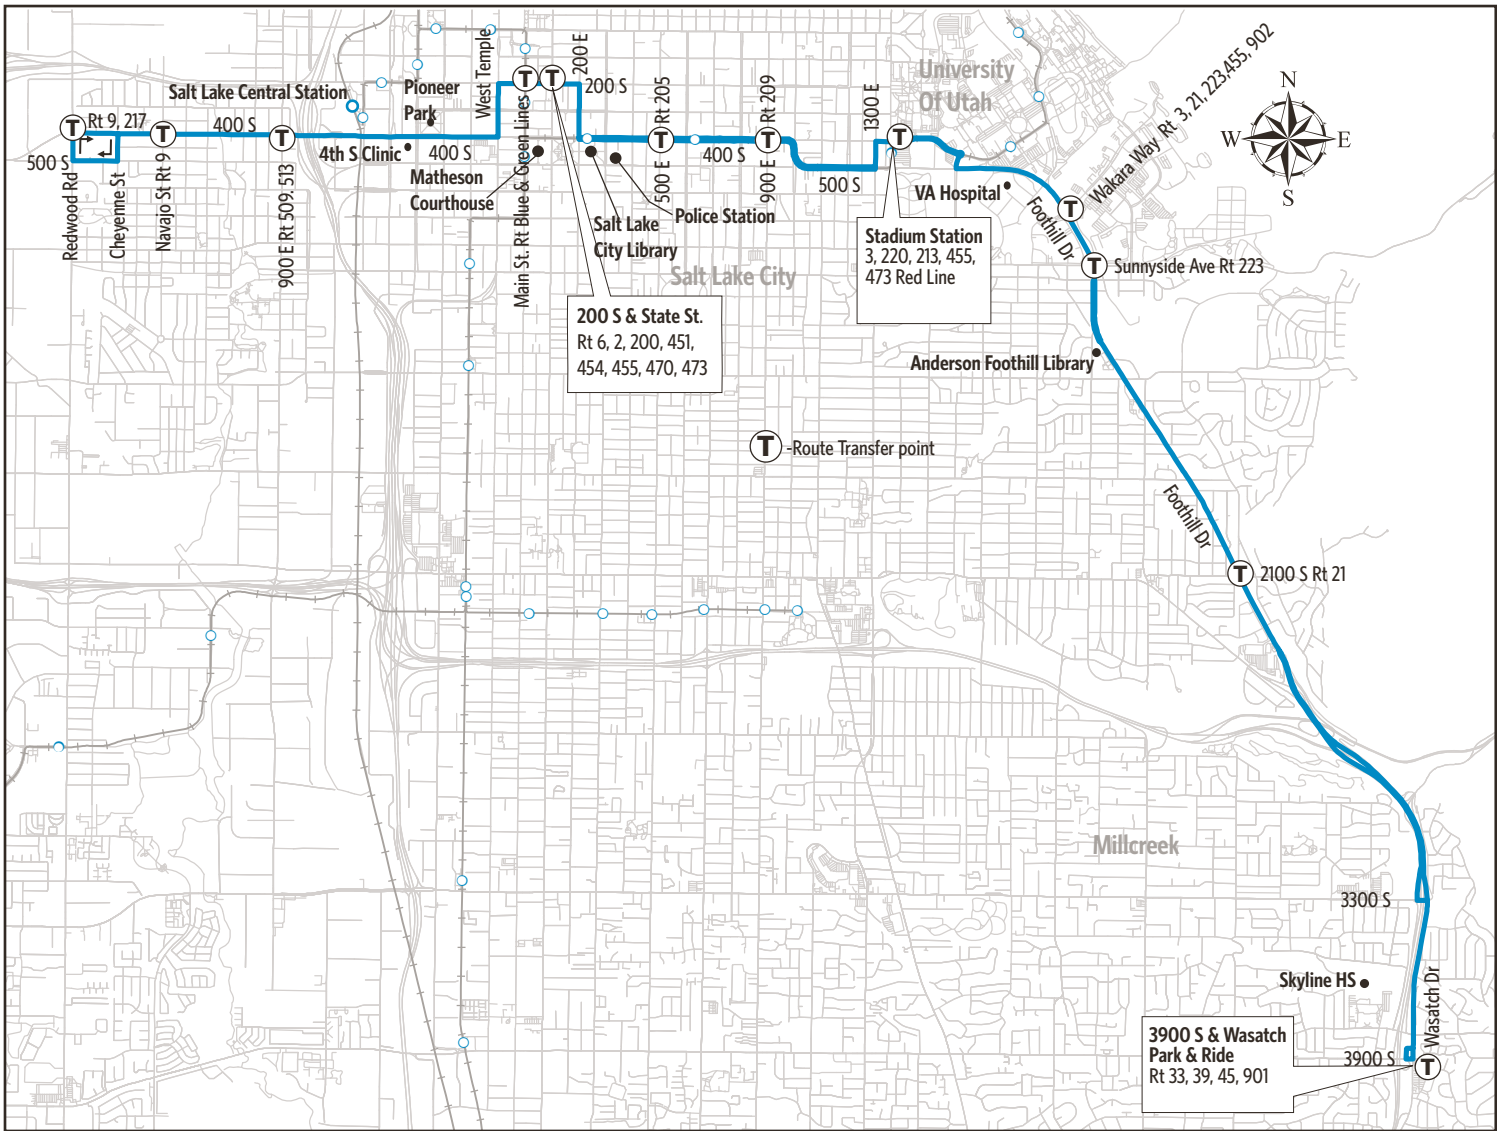 Salt Lake Central Station
Pioneer
Park
West Temple
200 E
200 S
Rt 9, 217
400 S
500 S
Redwood Rd
Cheyenne St
Navajo St Rt 9
900 E Rt 509. 513
4th S Clinic
400 S
Matheson
Courthouse
Main St. Rt Blue & Green Lines
Salt Lake
City Library
Police Station
500 E
Rt 205
400 S
900 E
Rt 209
500 S
1300 E
University
Of Utah
VA Hospital
Wakara Way Rt 3, 21, 223,455, 902
N
W
E
S
Foothill Dr
Sunnyside Ave Rt 223
Stadium Station
3, 220, 213, 455,
473 Red Line
Salt Lake City
200 S & State St.
Rt 6, 2, 200, 451,
454, 455, 470, 473
Anderson Foothill Library
T -Route Transfer point
Foothill Dr
2100 S Rt 21
Millcreek
3300 S
Skyline HS
Wasatch Dr
3900 S & Wasatch
Park & Ride
Rt 33, 39, 45, 901
3900 S
T
T
T
T
T
T
T
T
T
T
T
T